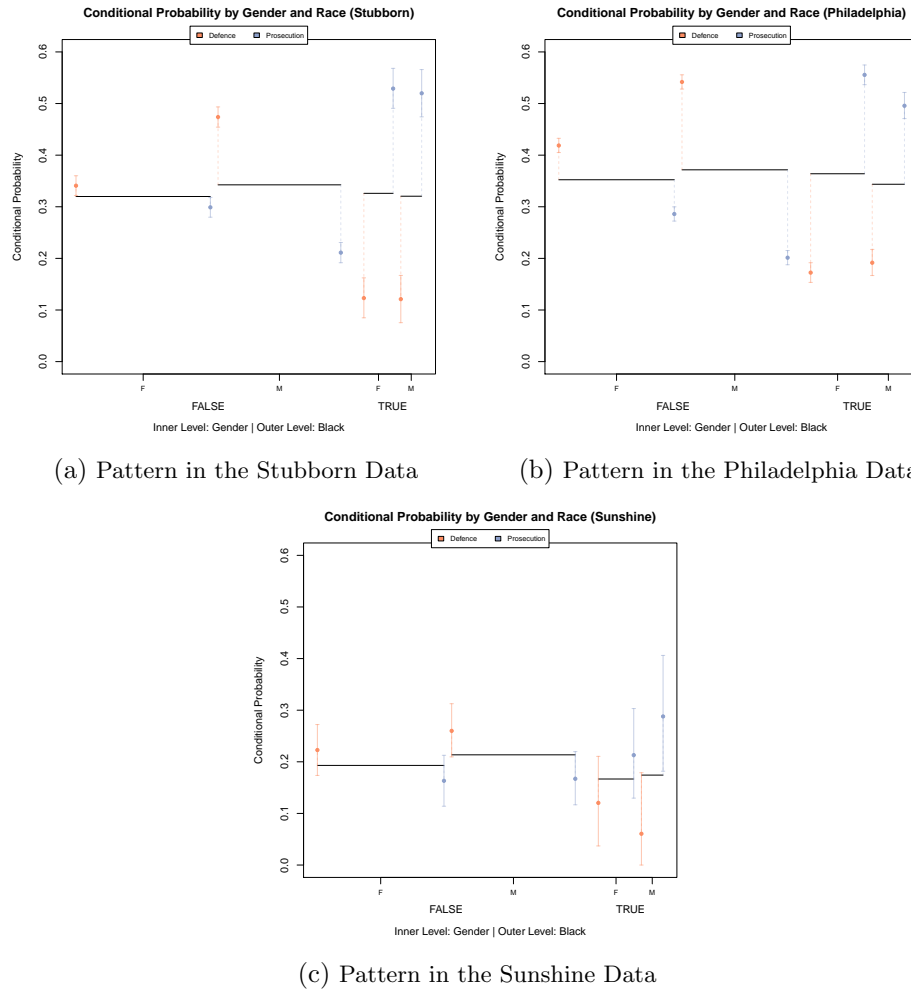 Conditional Probability by Gender and Race (Stubborn)
Defence Prosecution
Conditional Probability
0.6
0.5
0.4
0.3
0.2
0.1
0.0
F M F M
FALSE TRUE
Inner Level: Gender | Outer Level: Black
(a) Pattern in the Stubborn Data
Conditional Probability by Gender and Race (Philadelphia)
Defence Prosecution
Conditional Probability
0.6
0.5
0.4
0.3
0.2
0.1
0.0
F M F M
FALSE TRUE
Inner Level: Gender | Outer Level: Black
(b) Pattern in the Philadelphia Data
Conditional Probability by Gender and Race (Sunshine)
Defence Prosecution
Conditional Probability
0.6
0.5
0.4
0.3
0.2
0.1
0.0
F M F M
FALSE TRUE
Inner Level: Gender | Outer Level: Black
(c) Pattern in the Sunshine Data